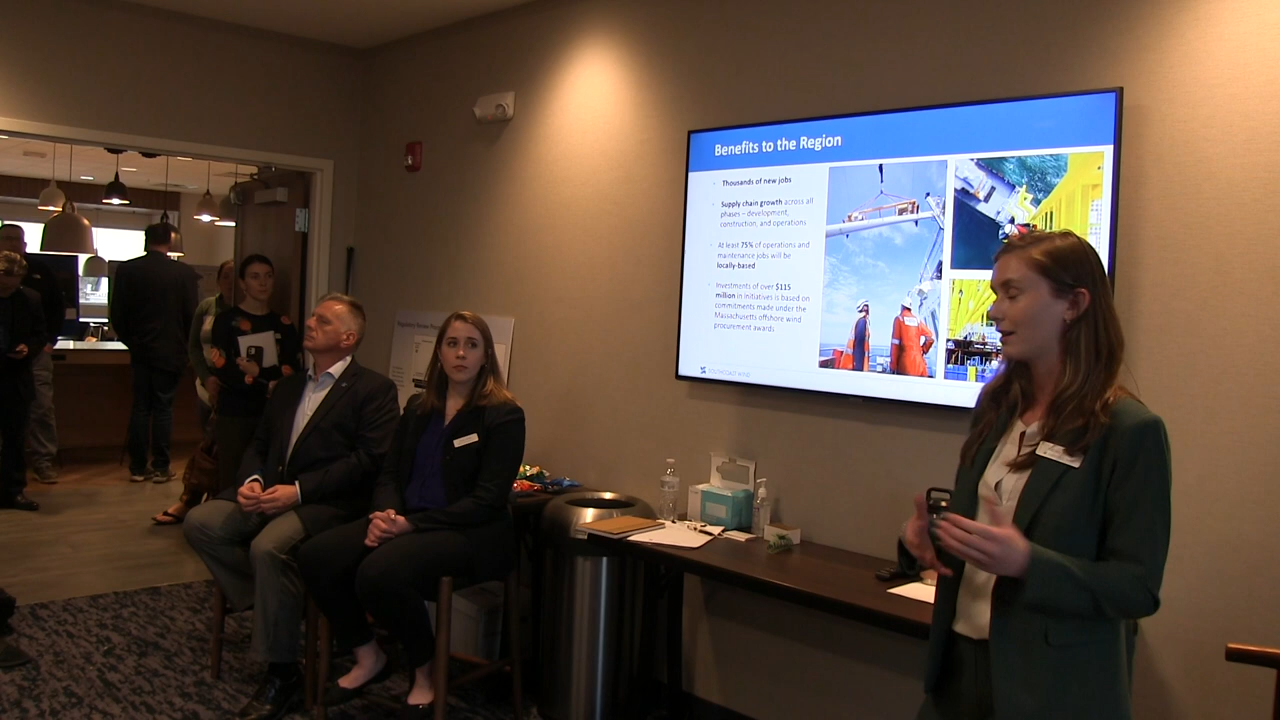 Benefits to the Region
Thousands of new jobs
Supply chain growth across all
phases – development,
construction, and operations
At least 75% of operations and
maintenance jobs will be
locally-based
Investments of over $115
million in initiatives is based on
commitments made under the
Massachusetts offshore wind
procurement awards
SOUTHCOAST WIND
Regulatory Review